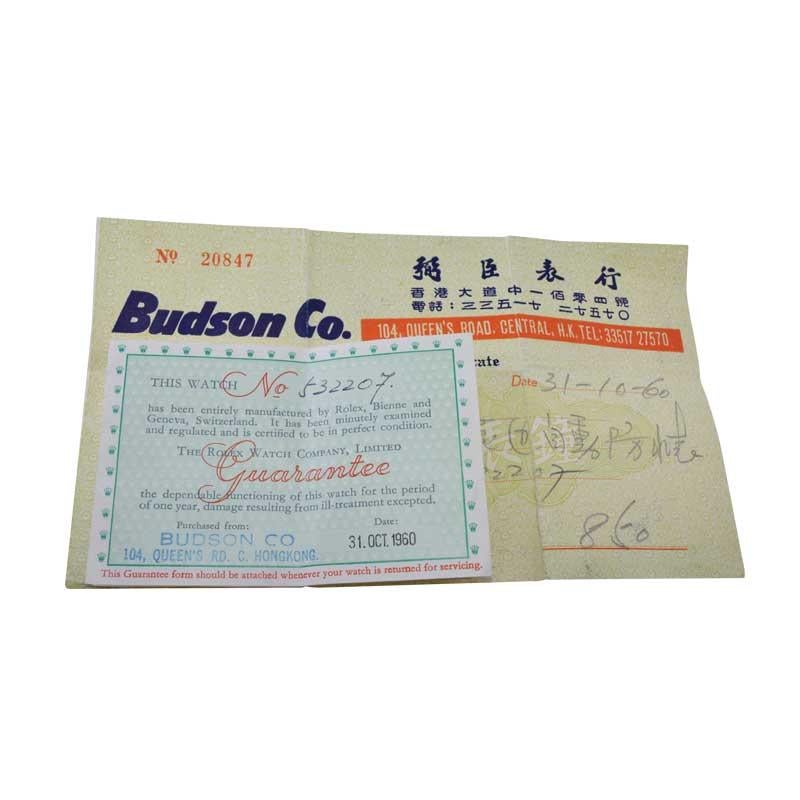 Nº 20847
Budson Co.
弼臣表行
香港大道中一佰零四號
電話：三三五一七 二七五七〇
104, QUEEN'S ROAD, CENTRAL, H.K. TEL: 33517 27570
Date 31-10-60
860
THIS WATCH No 532207.
has been entirely manufactured by Rolex, Bienne and
Geneva, Switzerland. It has been minutely examined
and regulated and is certified to be in perfect condition.
THE ROLEX WATCH COMPANY, LIMITED
Guarantee
the dependable functioning of this watch for the period
of one year, damage resulting from ill-treatment excepted.
Purchased from: Date:
BUDSON CO 31.OCT.1960
104, QUEEN'S RD. C. HONGKONG.
This Guarantee form should be attached whenever your watch is returned for servicing.